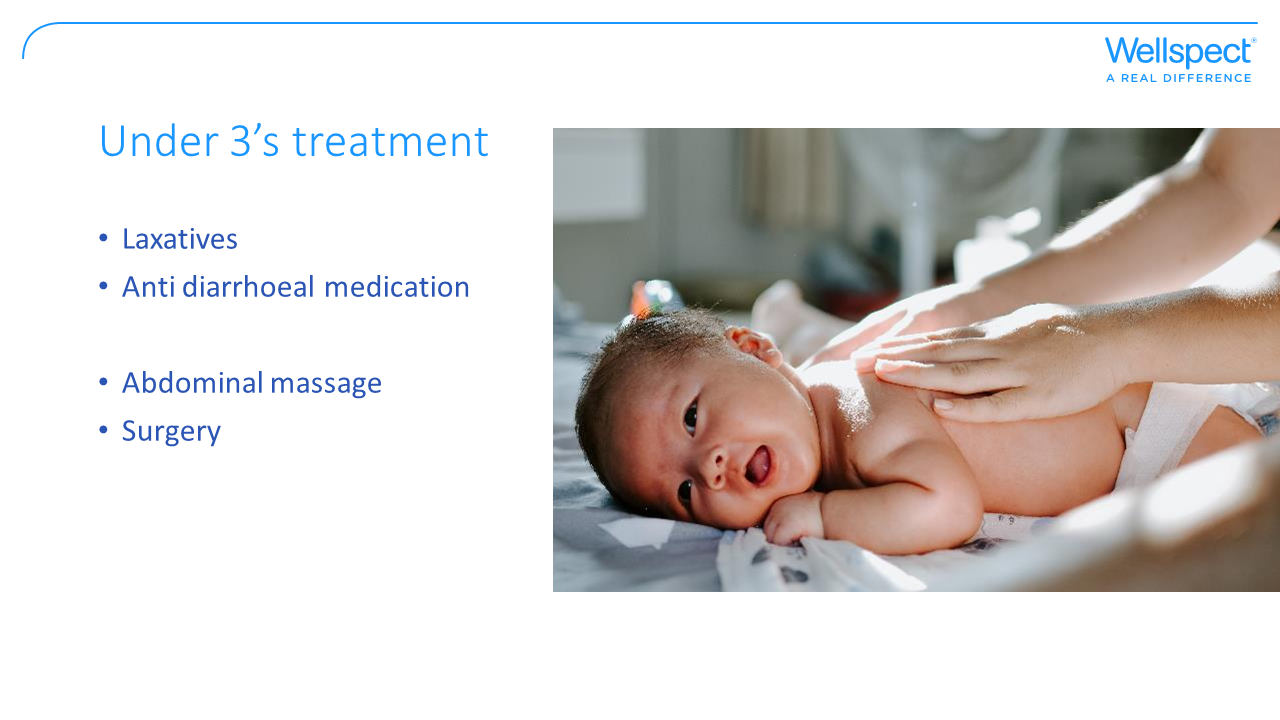 Wellspect®
A REAL DIFFERENCE
Under 3’s treatment
• Laxatives
• Anti diarrhoeal medication
• Abdominal massage
• Surgery